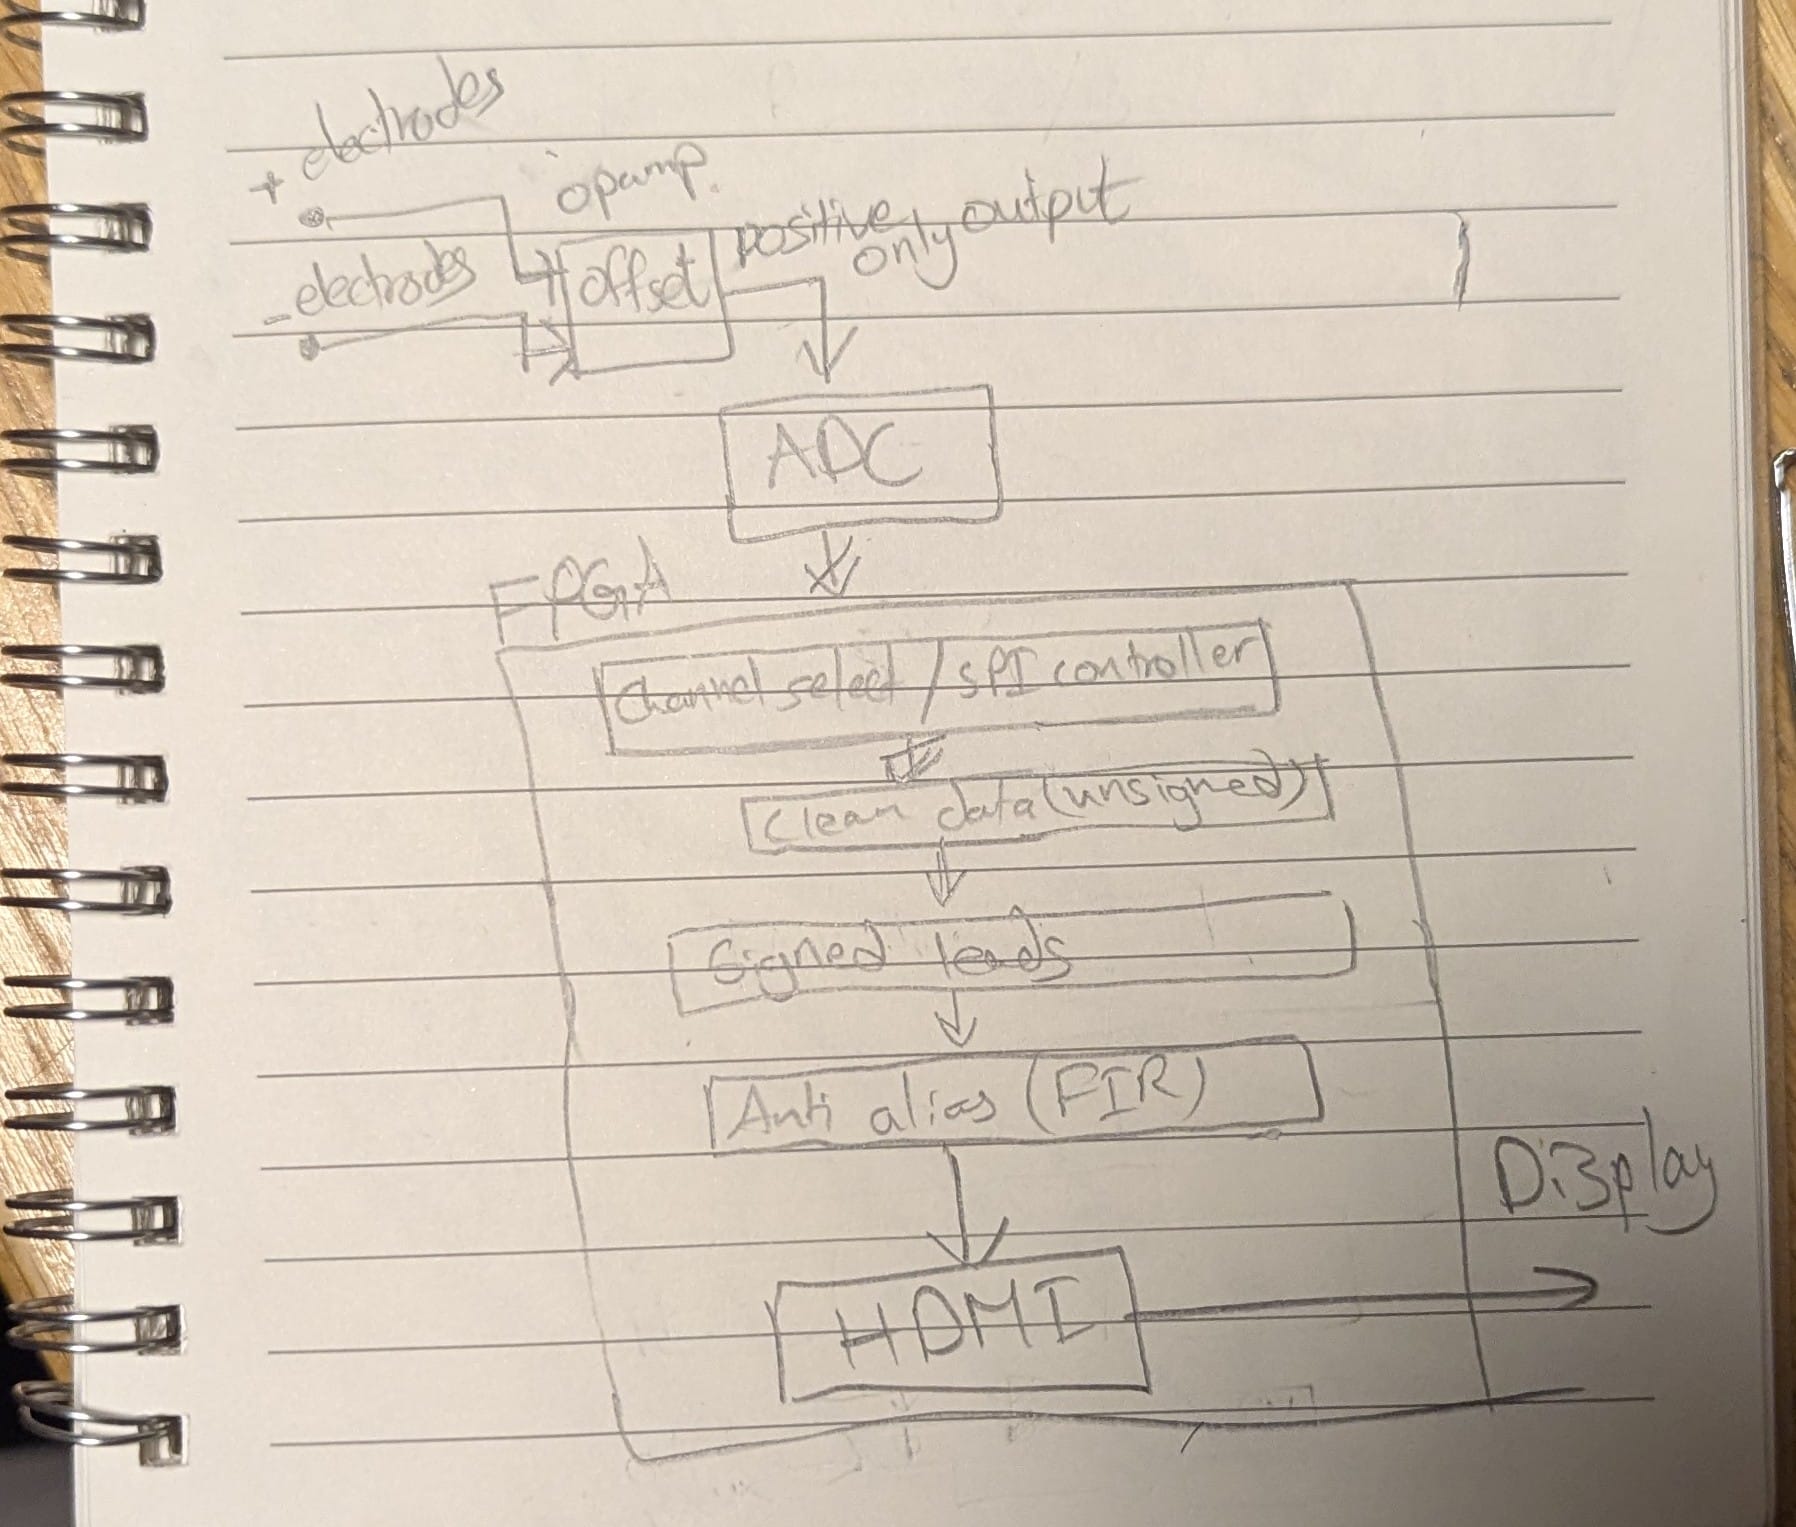 + electrodes
opamp.
positive only output
- electrodes
offset
ADC
FPGA
Channel select / SPI controller
Clean data (unsigned)
Signed leads
Anti alias (FIR)
Display
HDMI